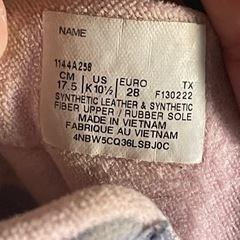 NAME
1144A258
CM US EURO TX
17.5 K10½ 28 F130222
SYNTHETIC LEATHER & SYNTHETIC
FIBER UPPER / RUBBER SOLE
MADE IN VIETNAM
FABRIQUE AU VIETNAM
4NBW5CQ36LSBJ0C